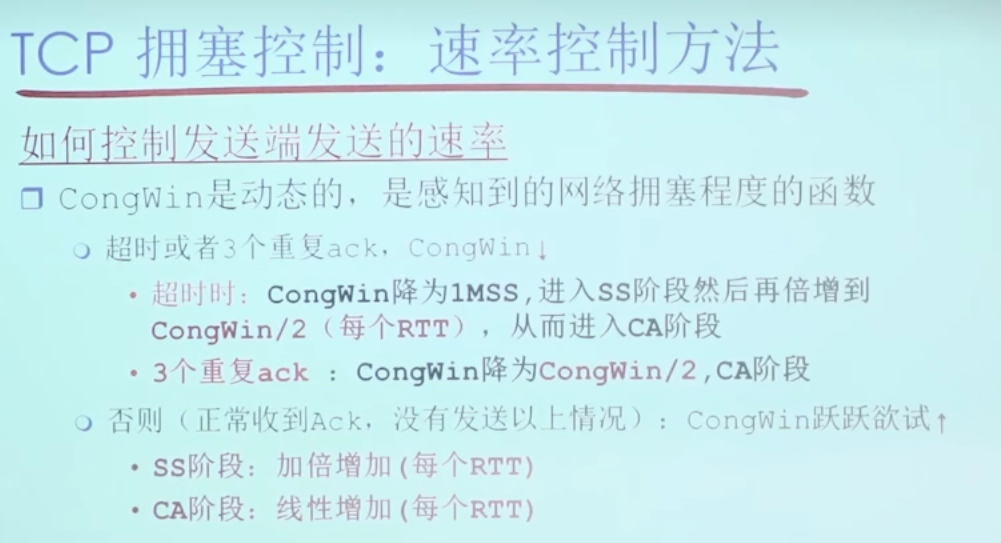 TCP 拥塞控制：速率控制方法
如何控制发送端发送的速率
CongWin是动态的，是感知到的网络拥塞程度的函数
超时或者3个重复ack，CongWin↓
• 超时时：CongWin降为1MSS,进入SS阶段然后再倍增到
CongWin/2（每个RTT），从而进入CA阶段
• 3个重复ack ：CongWin降为CongWin/2,CA阶段
否则（正常收到Ack，没有发送以上情况）：CongWin跃跃欲试↑
• SS阶段：加倍增加(每个RTT)
• CA阶段：线性增加(每个RTT)